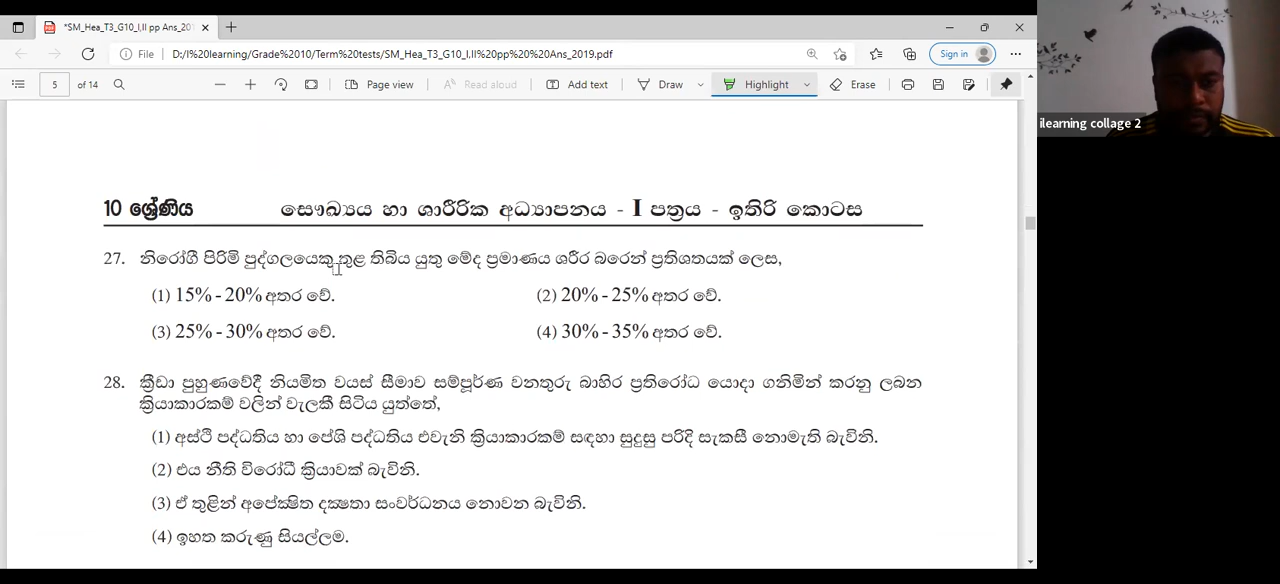 *SM_Hea_T3_G10_I,II pp Ans_201
File D:/I%20learning/Grade%2010/Term%20tests/SM_Hea_T3_G10_I.II%20pp%20%20Ans_2019.pdf Sign in
5 of 14 Page view Read aloud Add text Draw Highlight Erase
ilearning collage 2
10 ශ්‍රේණිය සෞඛ්‍යය හා ශාරීරික අධ්‍යාපනය - I පත්‍රය - ඉතිරි කොටස
27. නිරෝගී පිරිමි පුද්ගලයෙකු තුළ තිබිය යුතු මේද ප්‍රමාණය ශරීර බරෙන් ප්‍රතිශතයක් ලෙස,
(1) 15% - 20% අතර වේ. (2) 20% - 25% අතර වේ.
(3) 25% - 30% අතර වේ. (4) 30% - 35% අතර වේ.
28. ක්‍රීඩා පුහුණුවේදී නියමිත වයස් සීමාව සම්පූර්ණ වනතුරු බාහිර ප්‍රතිරෝධ යොදා ගනිමින් කරනු ලබන
ක්‍රියාකාරකම් වලින් වැලකී සිටිය යුත්තේ,
(1) අස්ථි පද්ධතිය හා පේශි පද්ධතිය එවැනි ක්‍රියාකාරකම් සඳහා සුදුසු පරිදි සැකසී නොමැති බැවිනි.
(2) එය නීති විරෝධී ක්‍රියාවක් බැවිනි.
(3) ඒ තුළින් අපේක්‍ෂිත දක්‍ෂතා සංවර්ධනය නොවන බැවිනි.
(4) ඉහත කරුණු සියල්ලම.